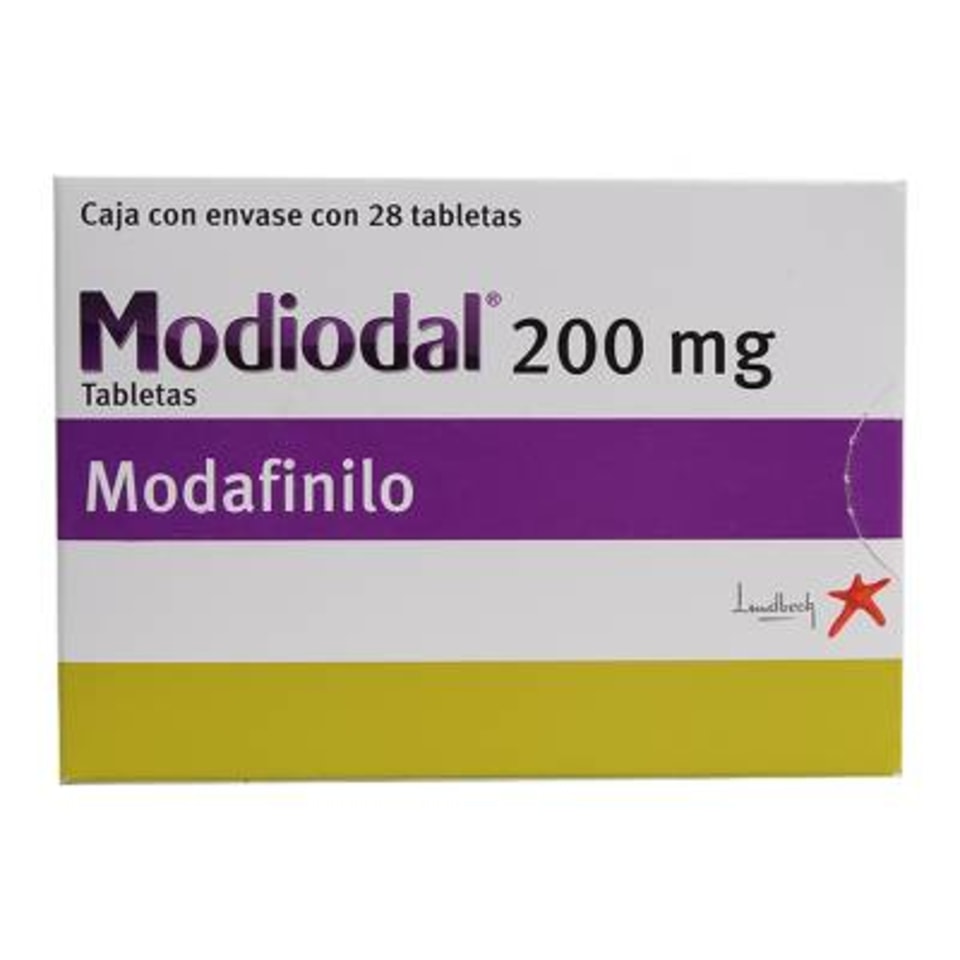 Caja con envase con 28 tabletas
Modiodal® 200 mg
Tabletas
Modafinilo
Lundbeck